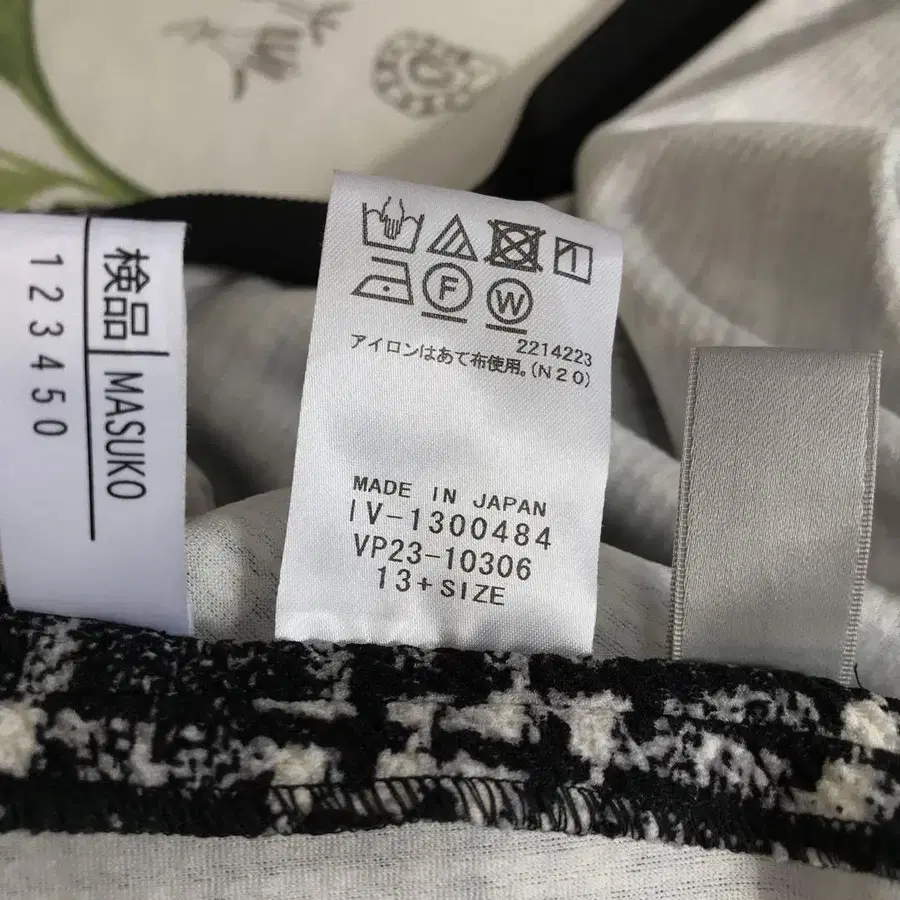 検品
MASUKO
123450
F
W
2214223
アイロンはあて布使用。(N20)
MADE IN JAPAN
IV-1300484
VP23-10306
13+SIZE